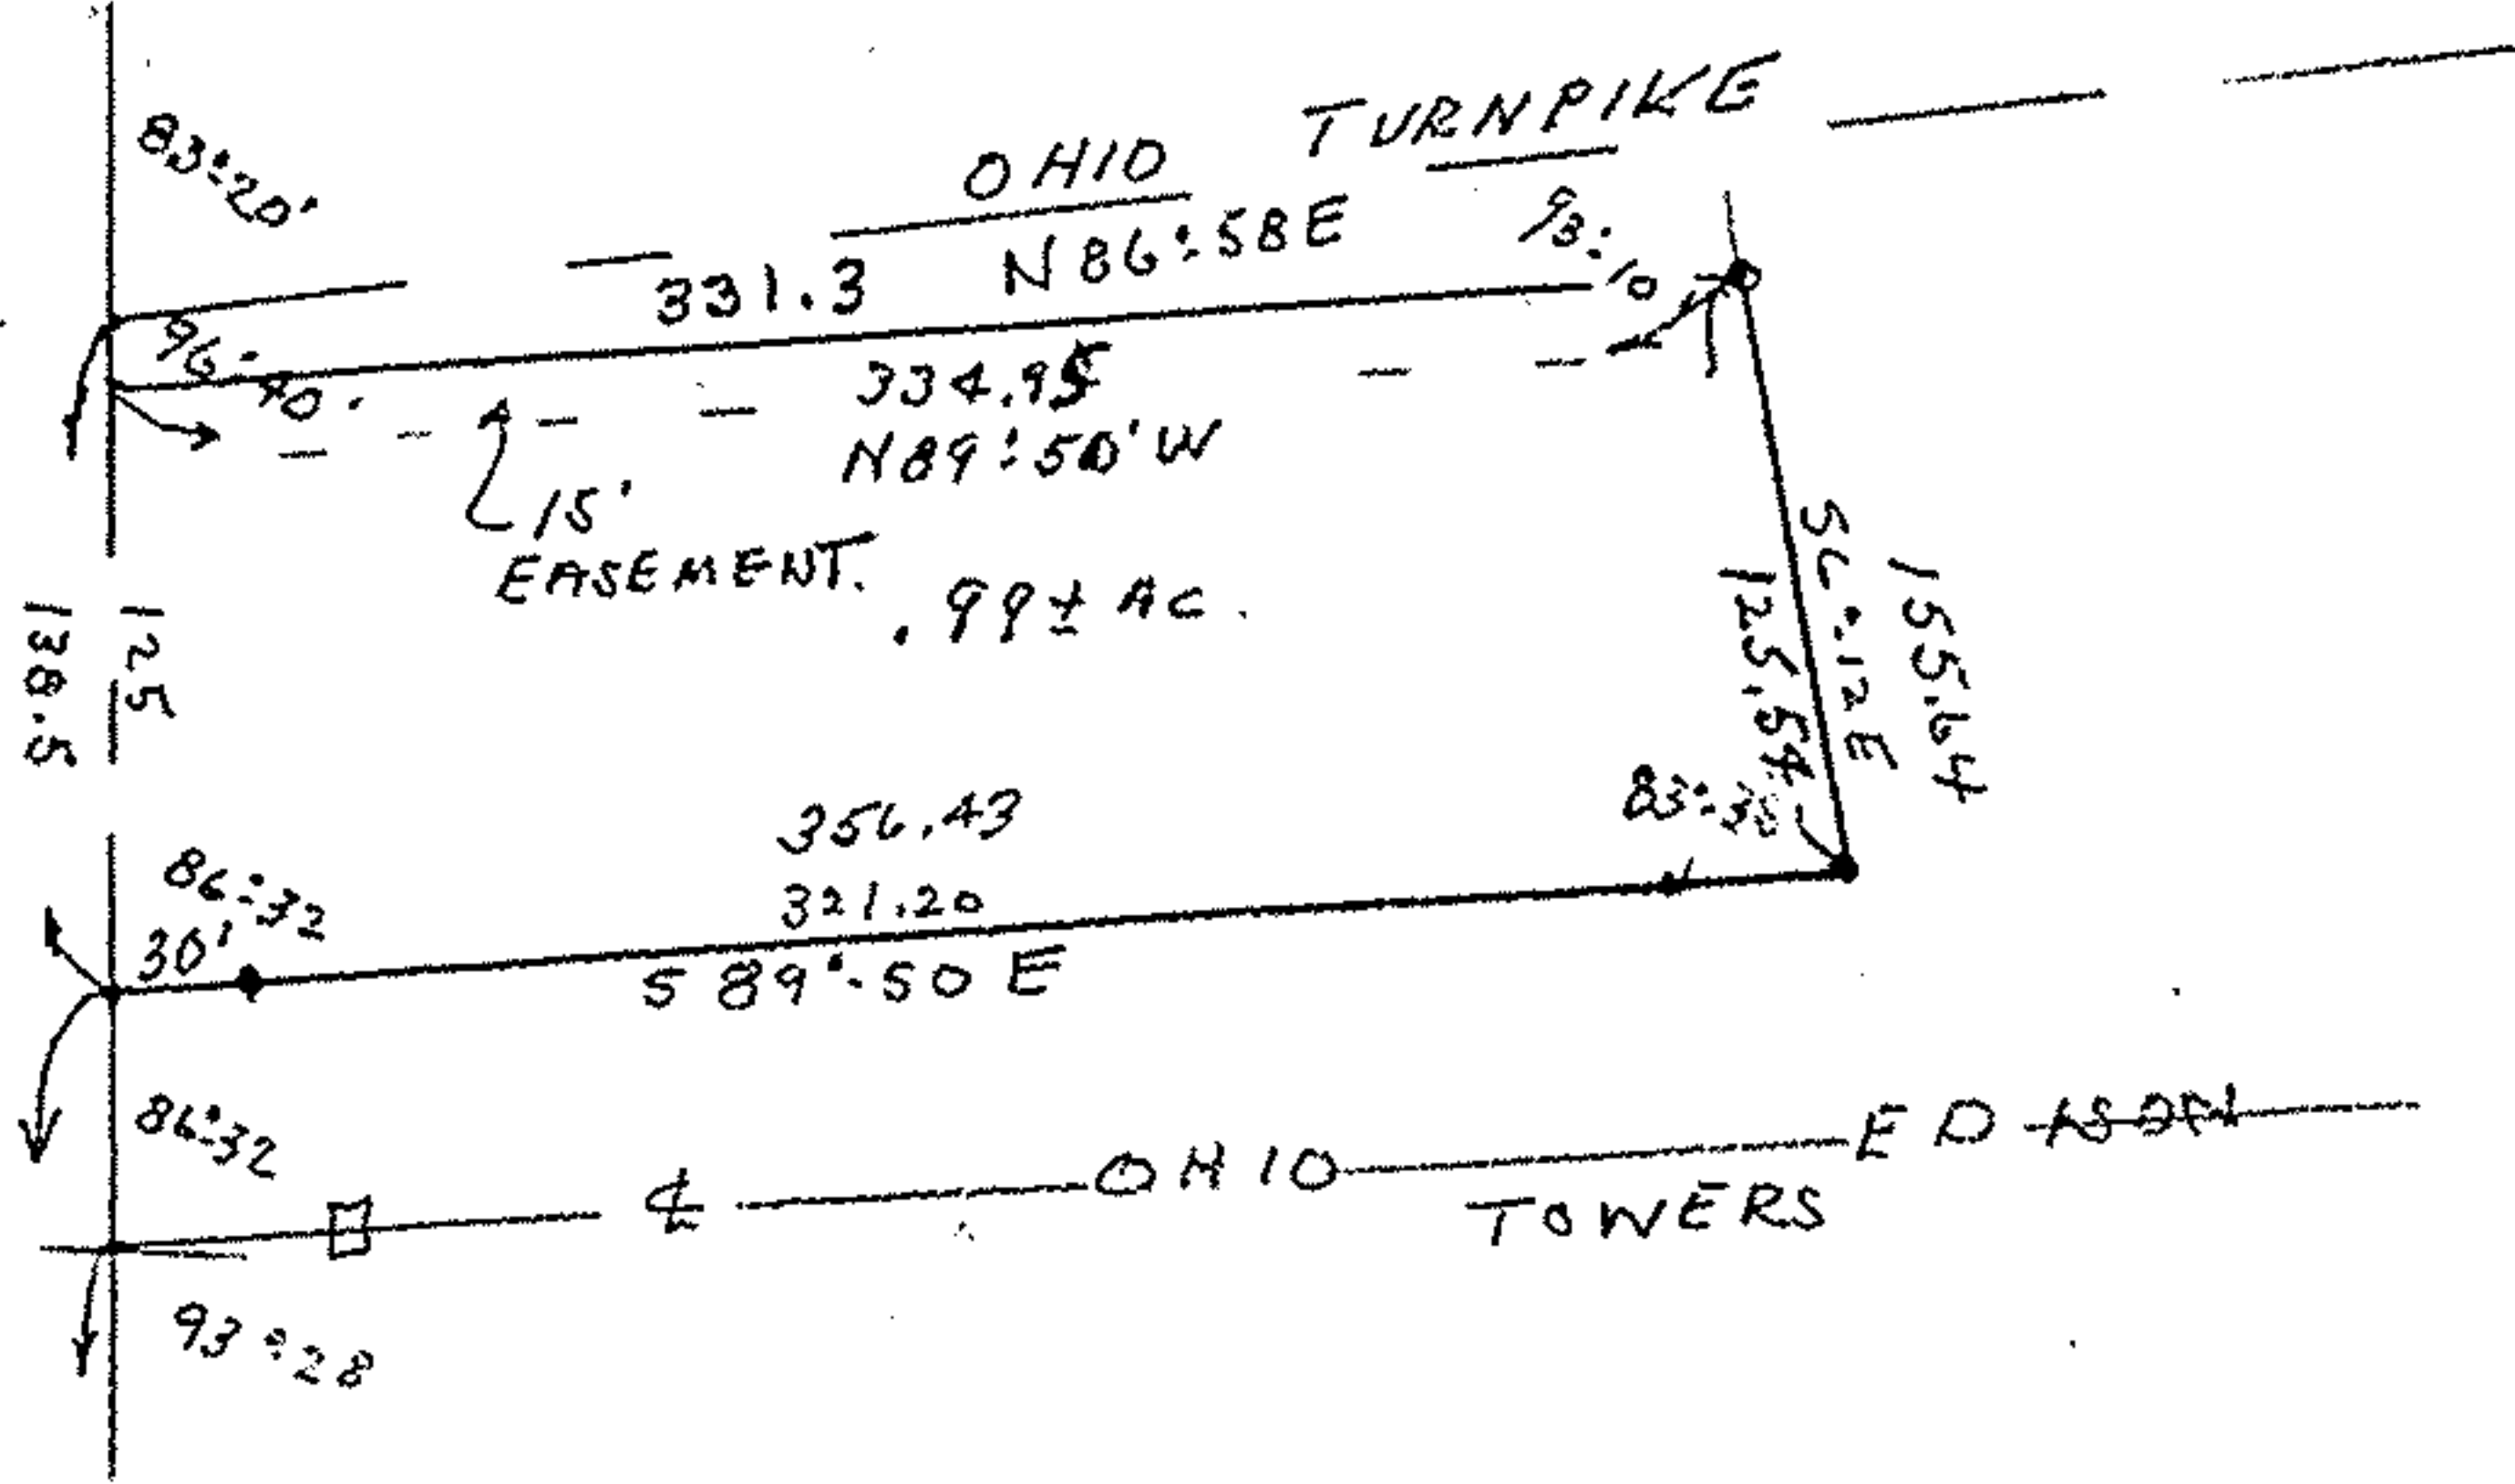 83°:20'
OHIO TURNPIKE
N86°:58E
93:10
331.3
96°:40'
334.95
N89°:50'W
15'
EASEMENT.
.99± AC.
125
138.5
S6°:12E
125.54
155.64
83°:38
356.43
321.20
86°:32
30'
S89°:50E
86°:32
℄ OHIO EDISON
TOWERS
93°:28